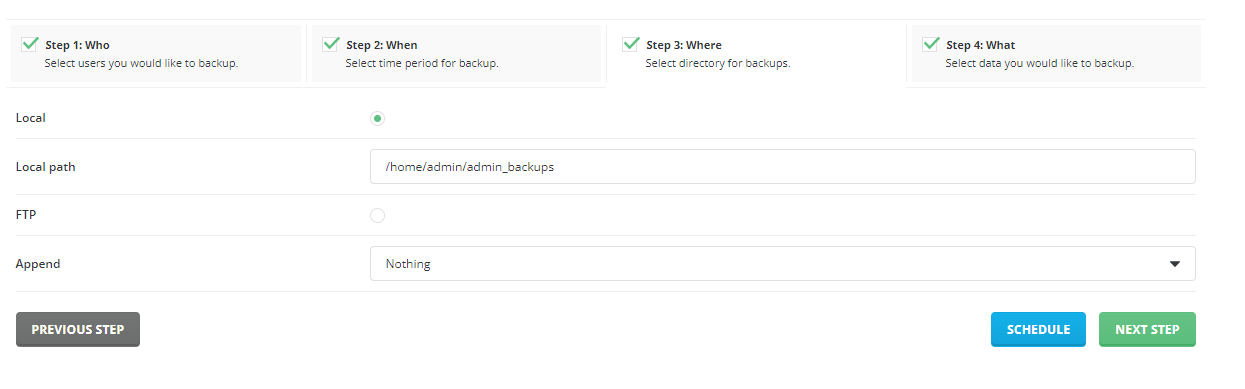 Step 1: Who
Select users you would like to backup.
Step 2: When
Select time period for backup.
Step 3: Where
Select directory for backups.
Step 4: What
Select data you would like to backup.
Local
Local path
/home/admin/admin_backups
FTP
Append
Nothing
PREVIOUS STEP
SCHEDULE
NEXT STEP